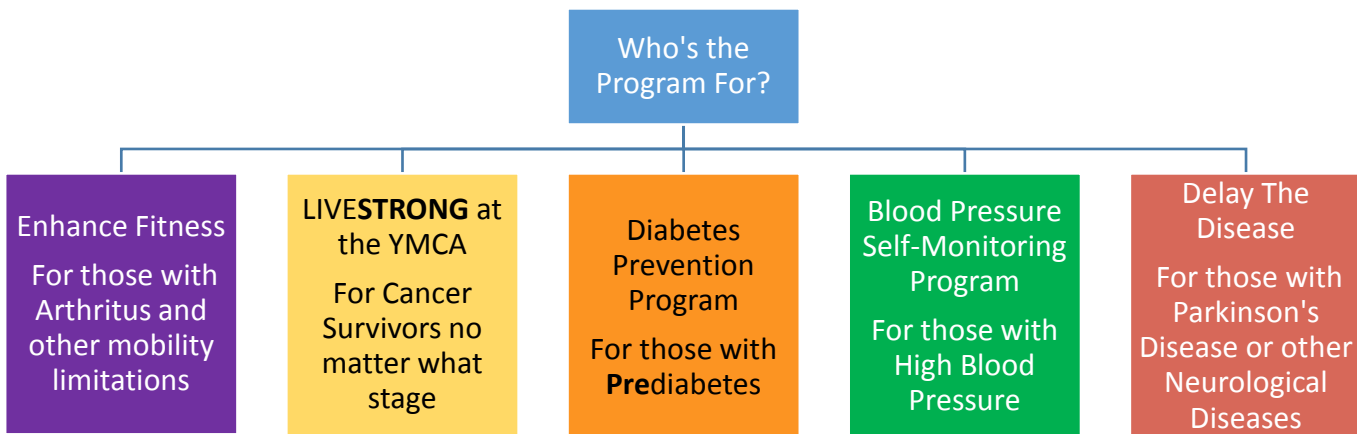 Who's the
Program For?
Enhance Fitness
For those with
Arthritus and
other mobility
limitations
LIVESTRONG at
the YMCA
For Cancer
Survivors no
matter what
stage
Diabetes
Prevention
Program
For those with
Prediabetes
Blood Pressure
Self-Monitoring
Program
For those with
High Blood
Pressure
Delay The
Disease
For those with
Parkinson's
Disease or other
Neurological
Diseases